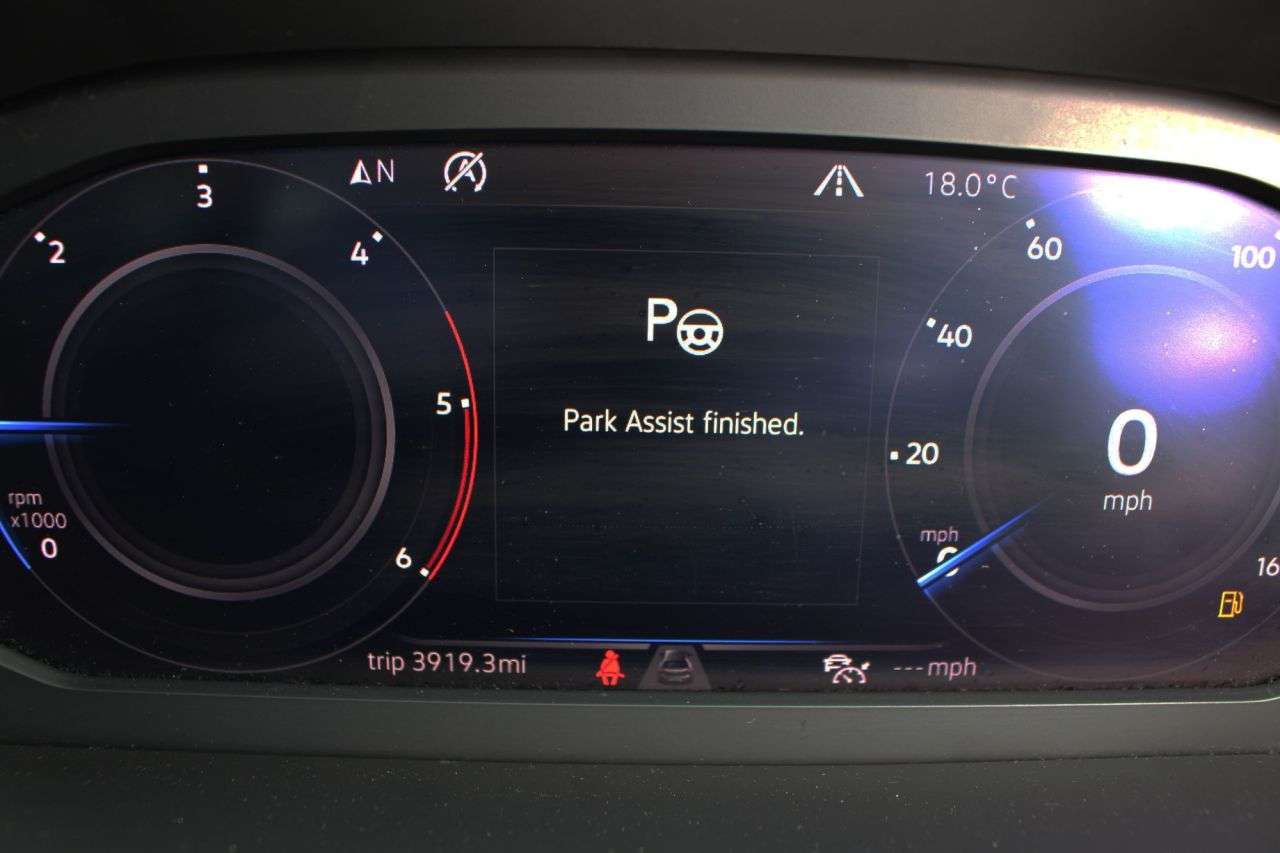 N
18.0°C
3
2
4
60
100
P
40
5
Park Assist finished.
20
0
mph
rpm
x1000
0
mph
6
trip 3919.3mi
--- mph